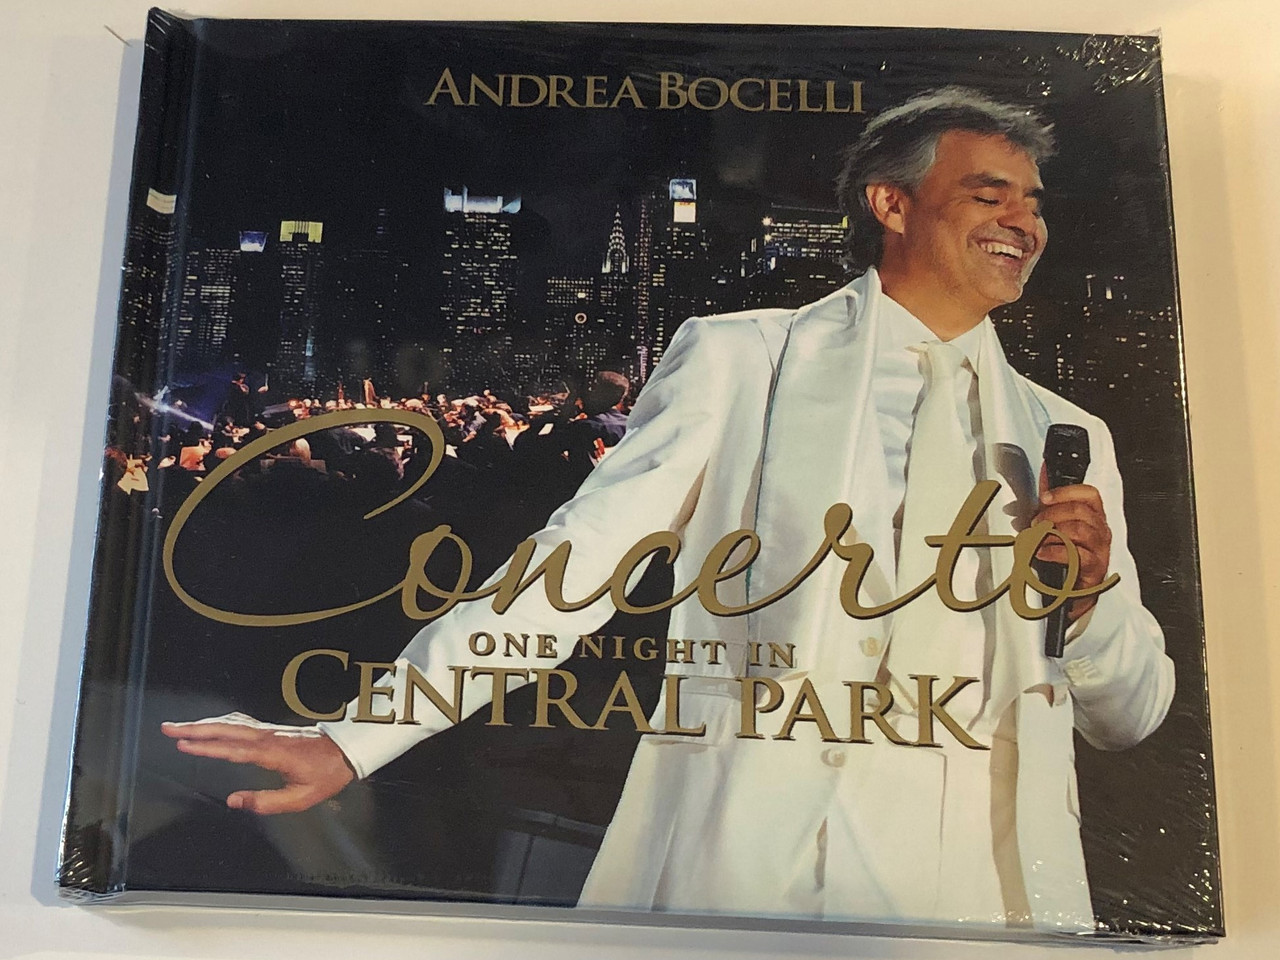 ANDREA BOCELLI
Concerto
ONE NIGHT IN
CENTRAL PARK